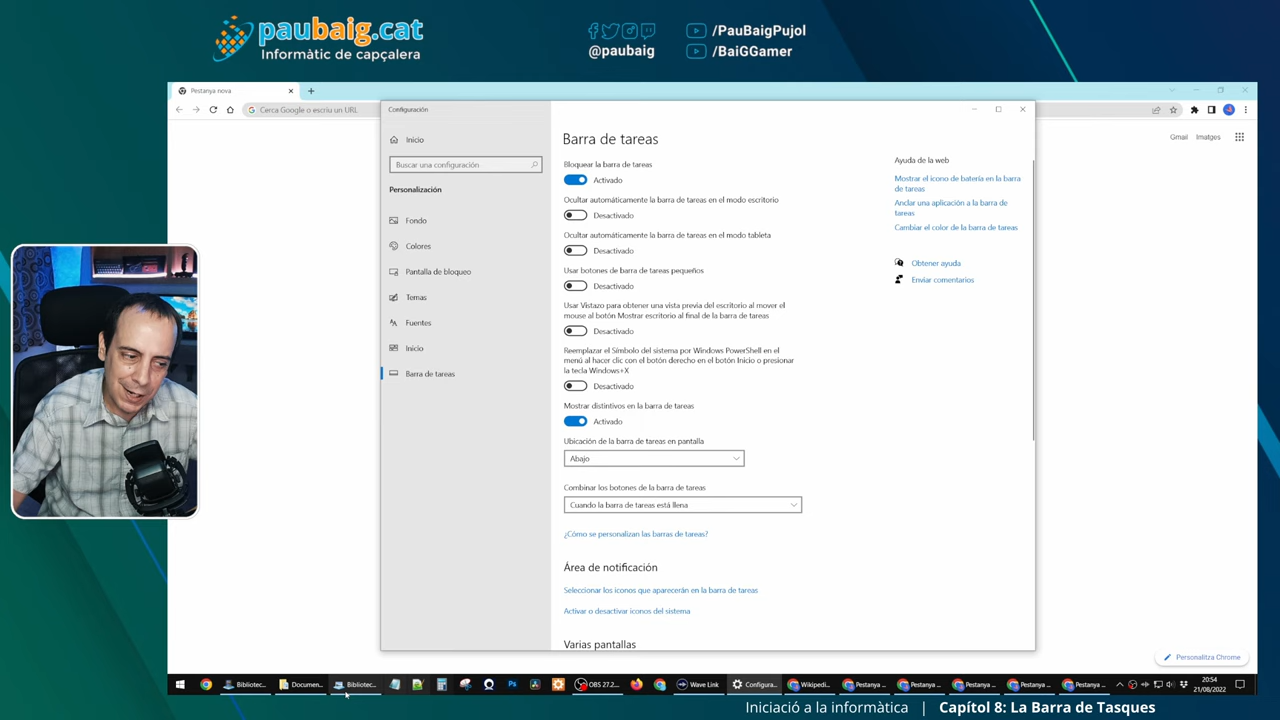 paubaig.cat
Informàtic de capçalera
@paubaig
/PauBaigPujol
/BaiGGamer
Pestanya nova
Cerca Google o escriu un URL
Gmail
Imatges
Configuración
Inicio
Buscar una configuración
Personalización
Fondo
Colores
Pantalla de bloqueo
Temas
Fuentes
Inicio
Barra de tareas
Barra de tareas
Bloquear la barra de tareas
Activado
Ocultar automáticamente la barra de tareas en el modo escritorio
Desactivado
Ocultar automáticamente la barra de tareas en el modo tableta
Desactivado
Usar botones de barra de tareas pequeños
Desactivado
Usar Vistazo para obtener una vista previa del escritorio al mover el
mouse al botón Mostrar escritorio al final de la barra de tareas
Desactivado
Reemplazar el Símbolo del sistema por Windows PowerShell en el
menú al hacer clic con el botón derecho en el botón Inicio o presionar
la tecla Windows+X
Desactivado
Mostrar distintivos en la barra de tareas
Activado
Ubicación de la barra de tareas en pantalla
Abajo
Combinar los botones de la barra de tareas
Cuando la barra de tareas está llena
¿Cómo se personalizan las barras de tareas?
Área de notificación
Seleccionar los iconos que aparecerán en la barra de tareas
Activar o desactivar iconos del sistema
Varias pantallas
Ayuda de la web
Mostrar el icono de batería en la barra
de tareas
Anclar una aplicación a la barra de
tareas
Cambiar el color de la barra de tareas
Obtener ayuda
Enviar comentarios
Personalitza Chrome
Bibliotec...
Documen...
Bibliotec...
OBS 27.2...
Wave Link
Configura...
Wikipedi...
Pestanya ...
Pestanya ...
Pestanya ...
Pestanya ...
Pestanya ...
20:54
21/08/2022
Iniciació a la informàtica | Capítol 8: La Barra de Tasques